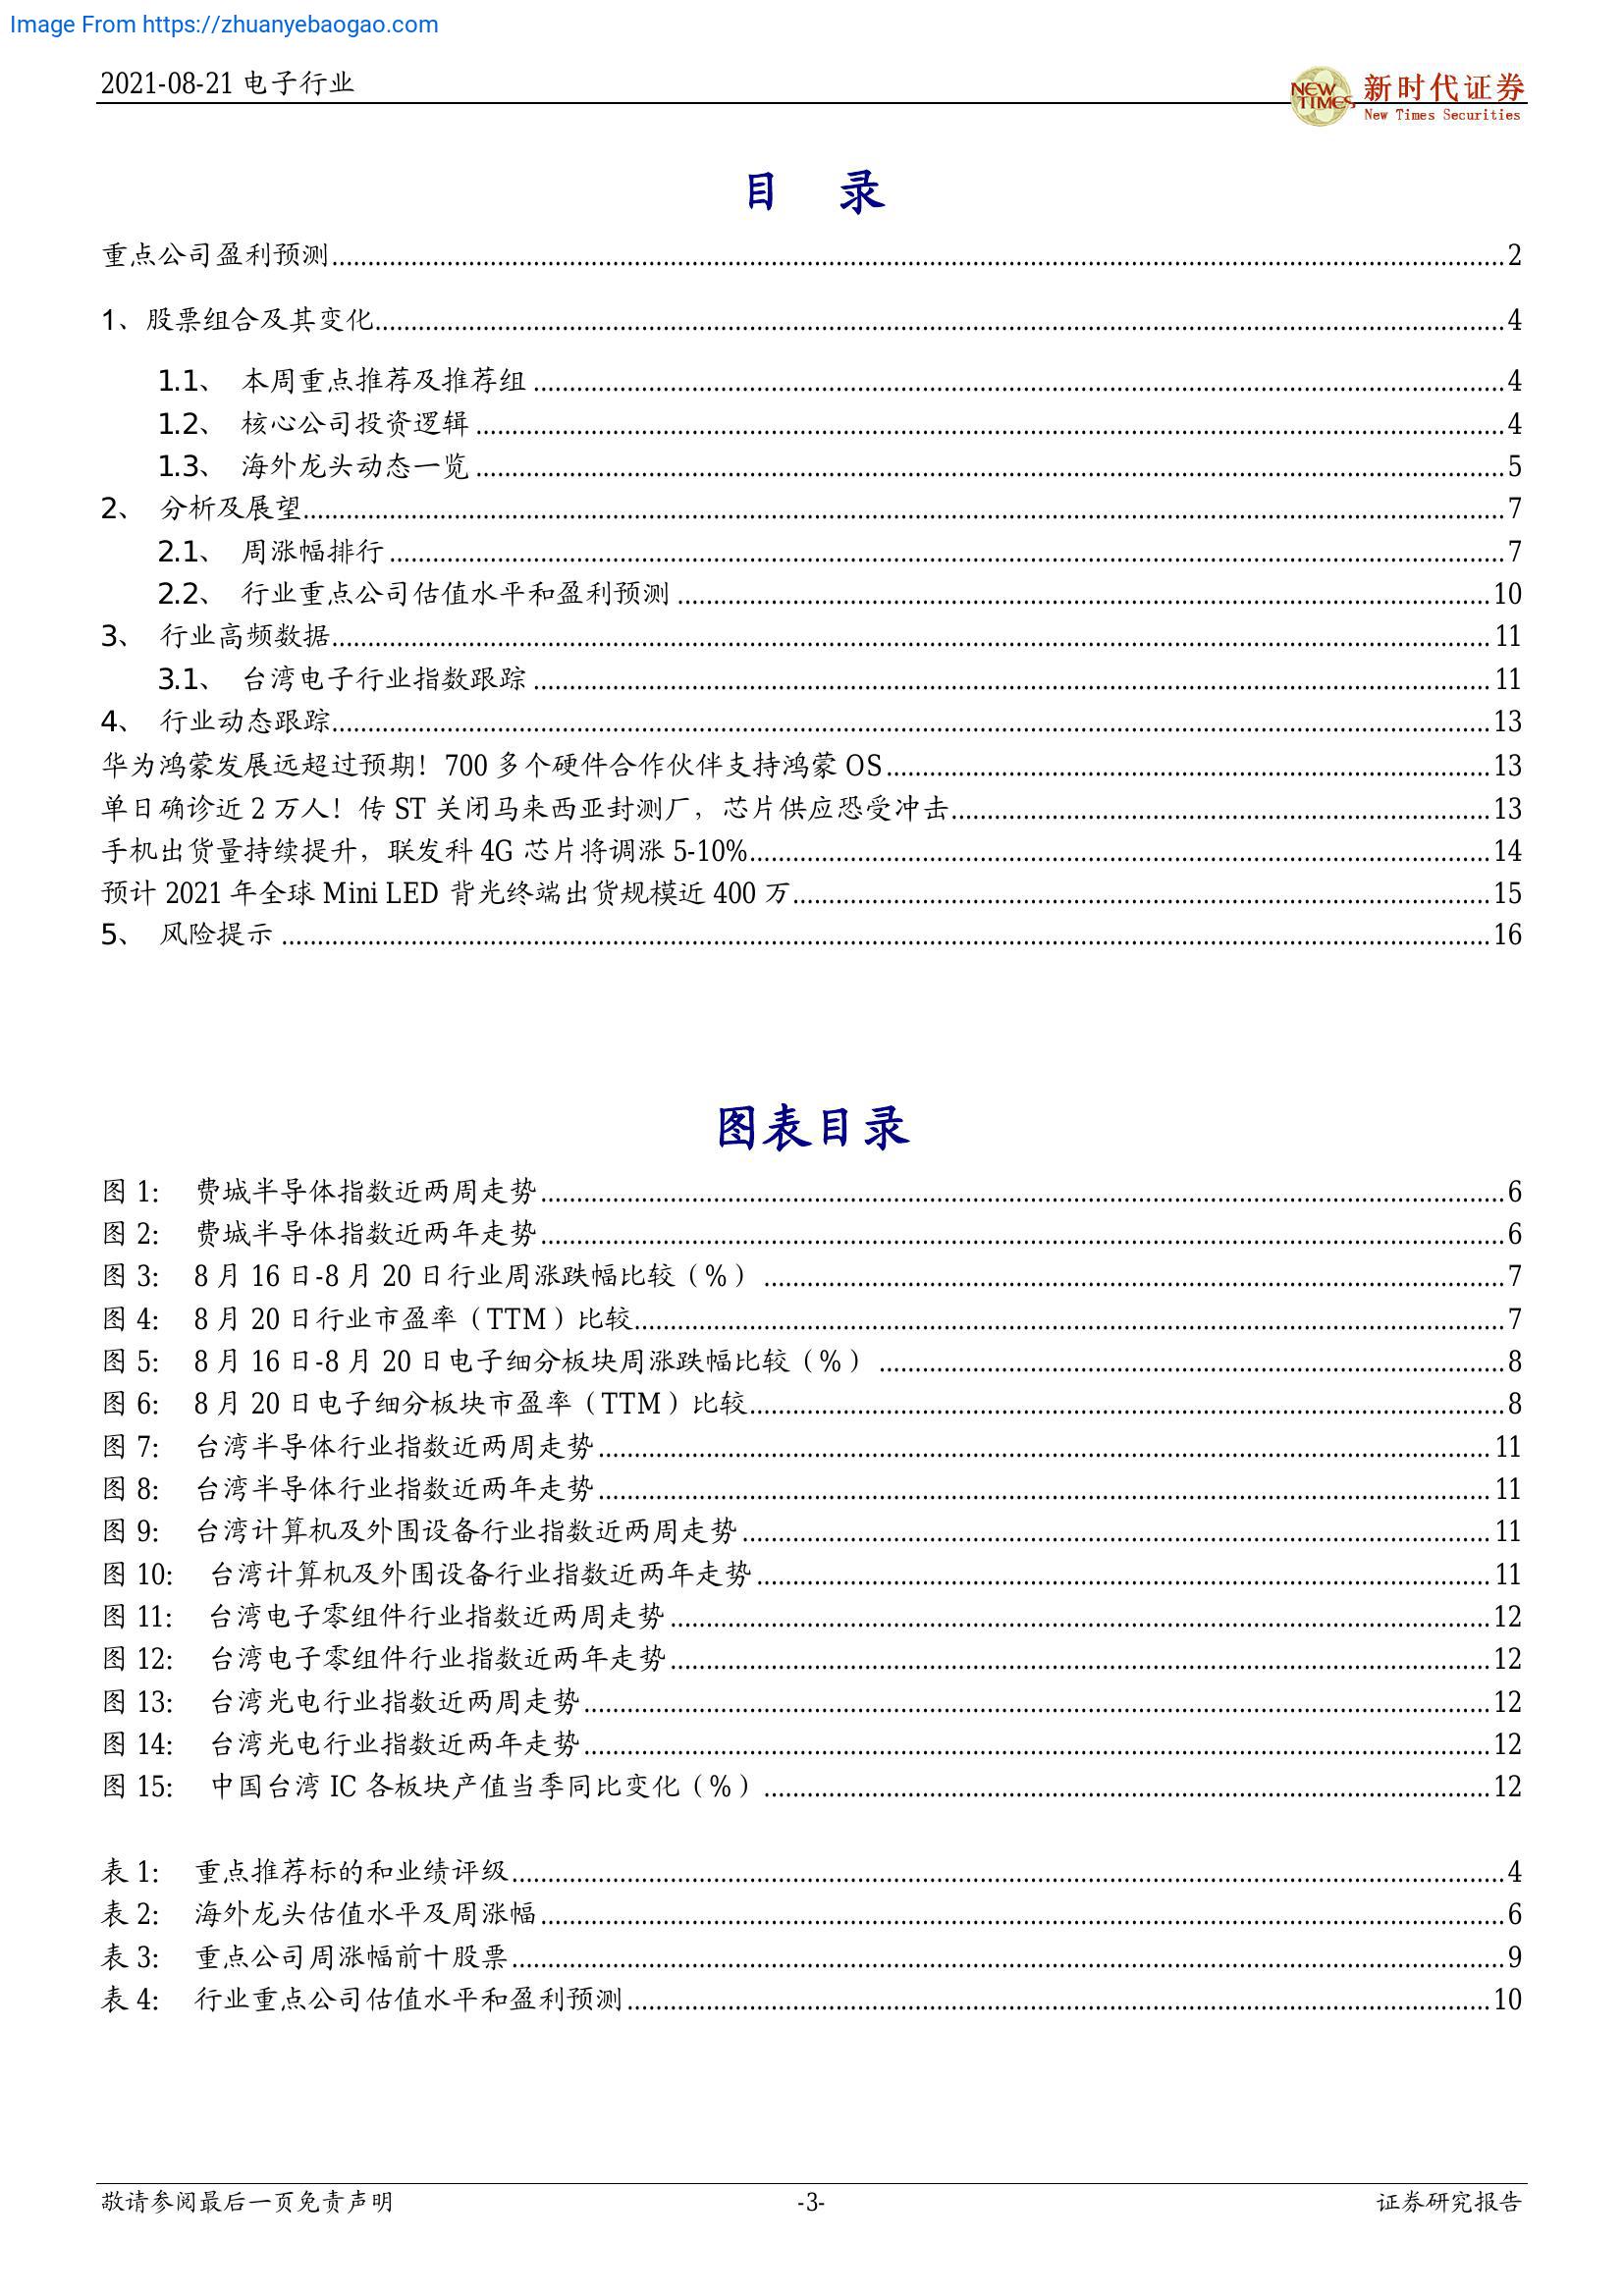 Image From https://zhuanyebaogao.com
2021-08-21 电子行业
NEW TIMES 新时代证券
New Times Securities
目 录
重点公司盈利预测 2
1、股票组合及其变化 4
1.1、 本周重点推荐及推荐组 4
1.2、 核心公司投资逻辑 4
1.3、 海外龙头动态一览 5
2、 分析及展望 7
2.1、 周涨幅排行 7
2.2、 行业重点公司估值水平和盈利预测 10
3、 行业高频数据 11
3.1、 台湾电子行业指数跟踪 11
4、 行业动态跟踪 13
华为鸿蒙发展远超过预期！700 多个硬件合作伙伴支持鸿蒙 OS 13
单日确诊近 2 万人！传 ST 关闭马来西亚封测厂，芯片供应恐受冲击 13
手机出货量持续提升，联发科 4G 芯片将调涨 5-10% 14
预计 2021 年全球 Mini LED 背光终端出货规模近 400 万 15
5、 风险提示 16
图表目录
图 1: 费城半导体指数近两周走势 6
图 2: 费城半导体指数近两年走势 6
图 3: 8 月 16 日-8 月 20 日行业周涨跌幅比较（%） 7
图 4: 8 月 20 日行业市盈率（TTM）比较 7
图 5: 8 月 16 日-8 月 20 日电子细分板块周涨跌幅比较（%） 8
图 6: 8 月 20 日电子细分板块市盈率（TTM）比较 8
图 7: 台湾半导体行业指数近两周走势 11
图 8: 台湾半导体行业指数近两年走势 11
图 9: 台湾计算机及外围设备行业指数近两周走势 11
图 10: 台湾计算机及外围设备行业指数近两年走势 11
图 11: 台湾电子零组件行业指数近两周走势 12
图 12: 台湾电子零组件行业指数近两年走势 12
图 13: 台湾光电行业指数近两周走势 12
图 14: 台湾光电行业指数近两年走势 12
图 15: 中国台湾 IC 各板块产值当季同比变化（%） 12
表 1: 重点推荐标的和业绩评级 4
表 2: 海外龙头估值水平及周涨幅 6
表 3: 重点公司周涨幅前十股票 9
表 4: 行业重点公司估值水平和盈利预测 10
敬请参阅最后一页免责声明 -3- 证券研究报告